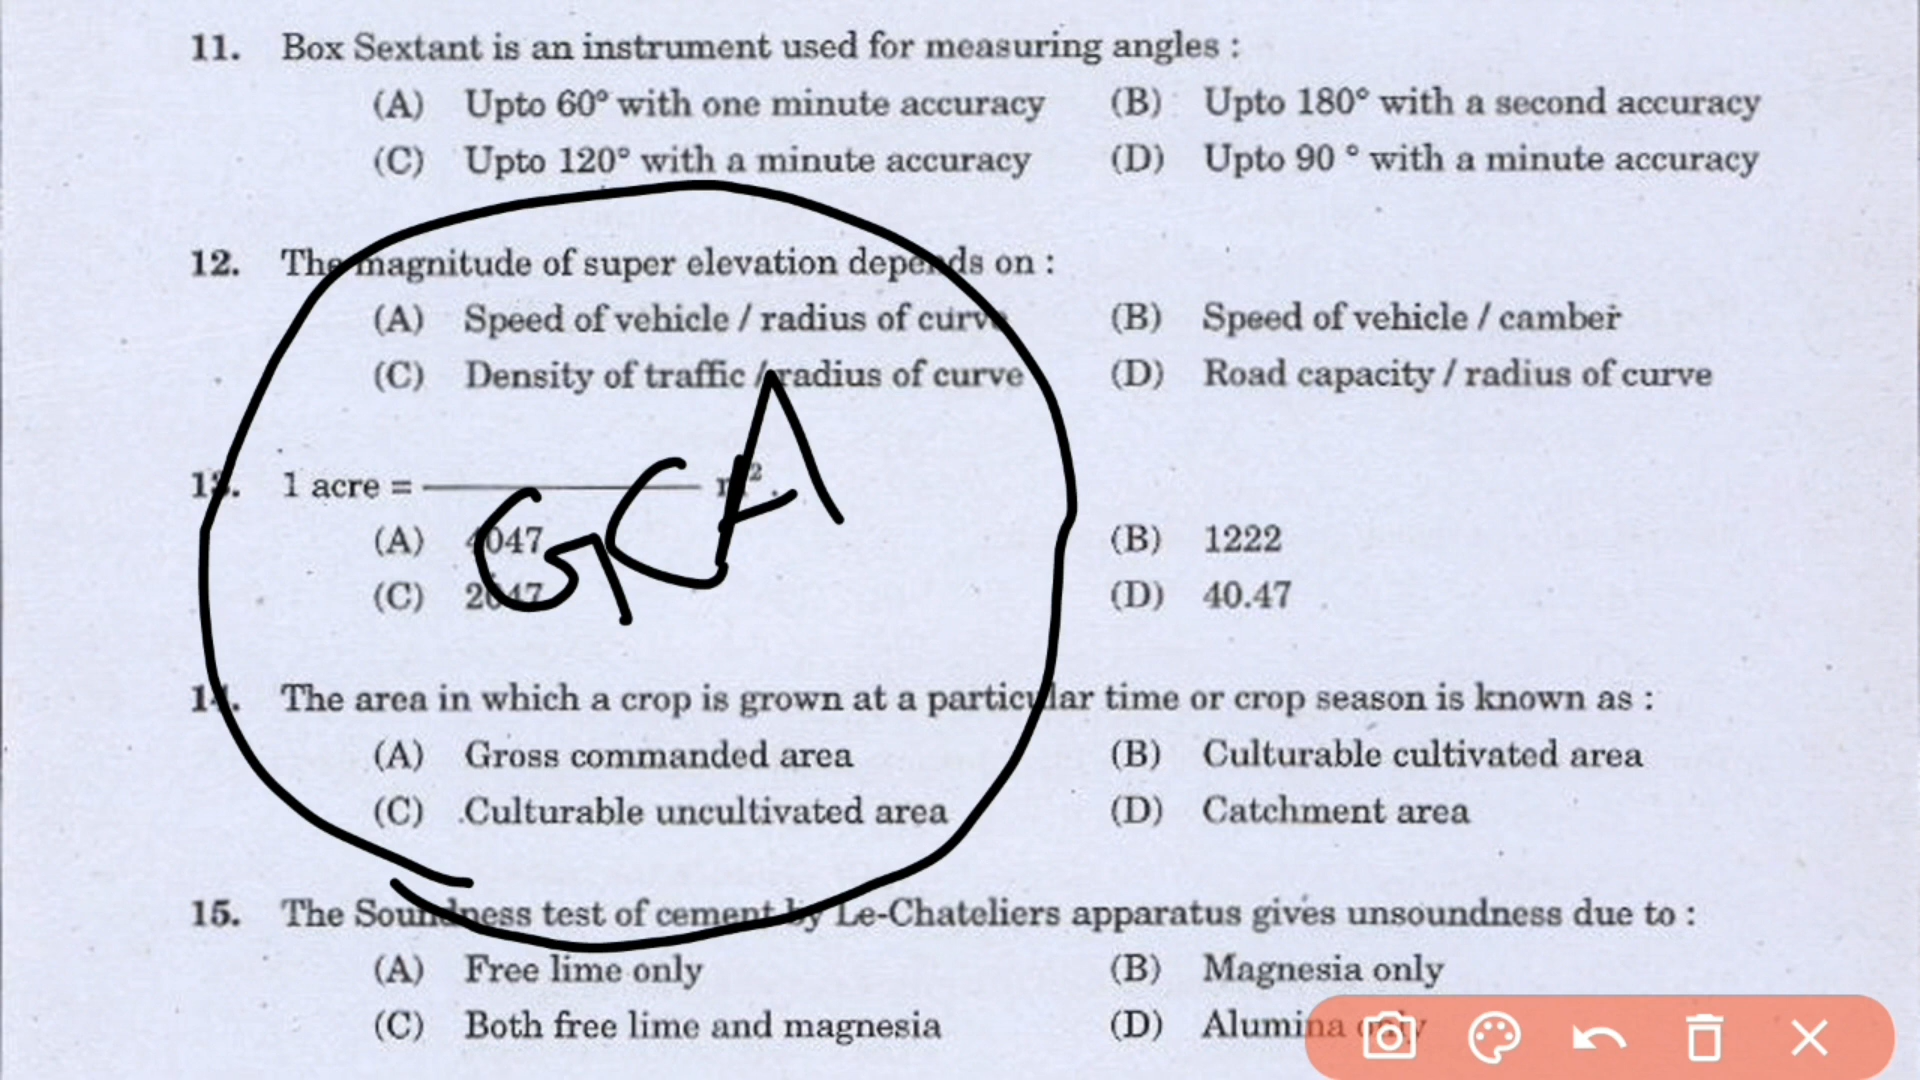 11. Box Sextant is an instrument used for measuring angles :
(A) Upto 60° with one minute accuracy (B) Upto 180° with a second accuracy
(C) Upto 120° with a minute accuracy (D) Upto 90 ° with a minute accuracy
12. The magnitude of super elevation depends on :
(A) Speed of vehicle / radius of curve (B) Speed of vehicle / camber
(C) Density of traffic / radius of curve (D) Road capacity / radius of curve
13. 1 acre = ________ m².
(A) 4047 (B) 1222
(C) 2047 (D) 40.47
GCA
14. The area in which a crop is grown at a particular time or crop season is known as :
(A) Gross commanded area (B) Culturable cultivated area
(C) Culturable uncultivated area (D) Catchment area
15. The Soundness test of cement by Le-Chateliers apparatus gives unsoundness due to :
(A) Free lime only (B) Magnesia only
(C) Both free lime and magnesia (D) Alumina only